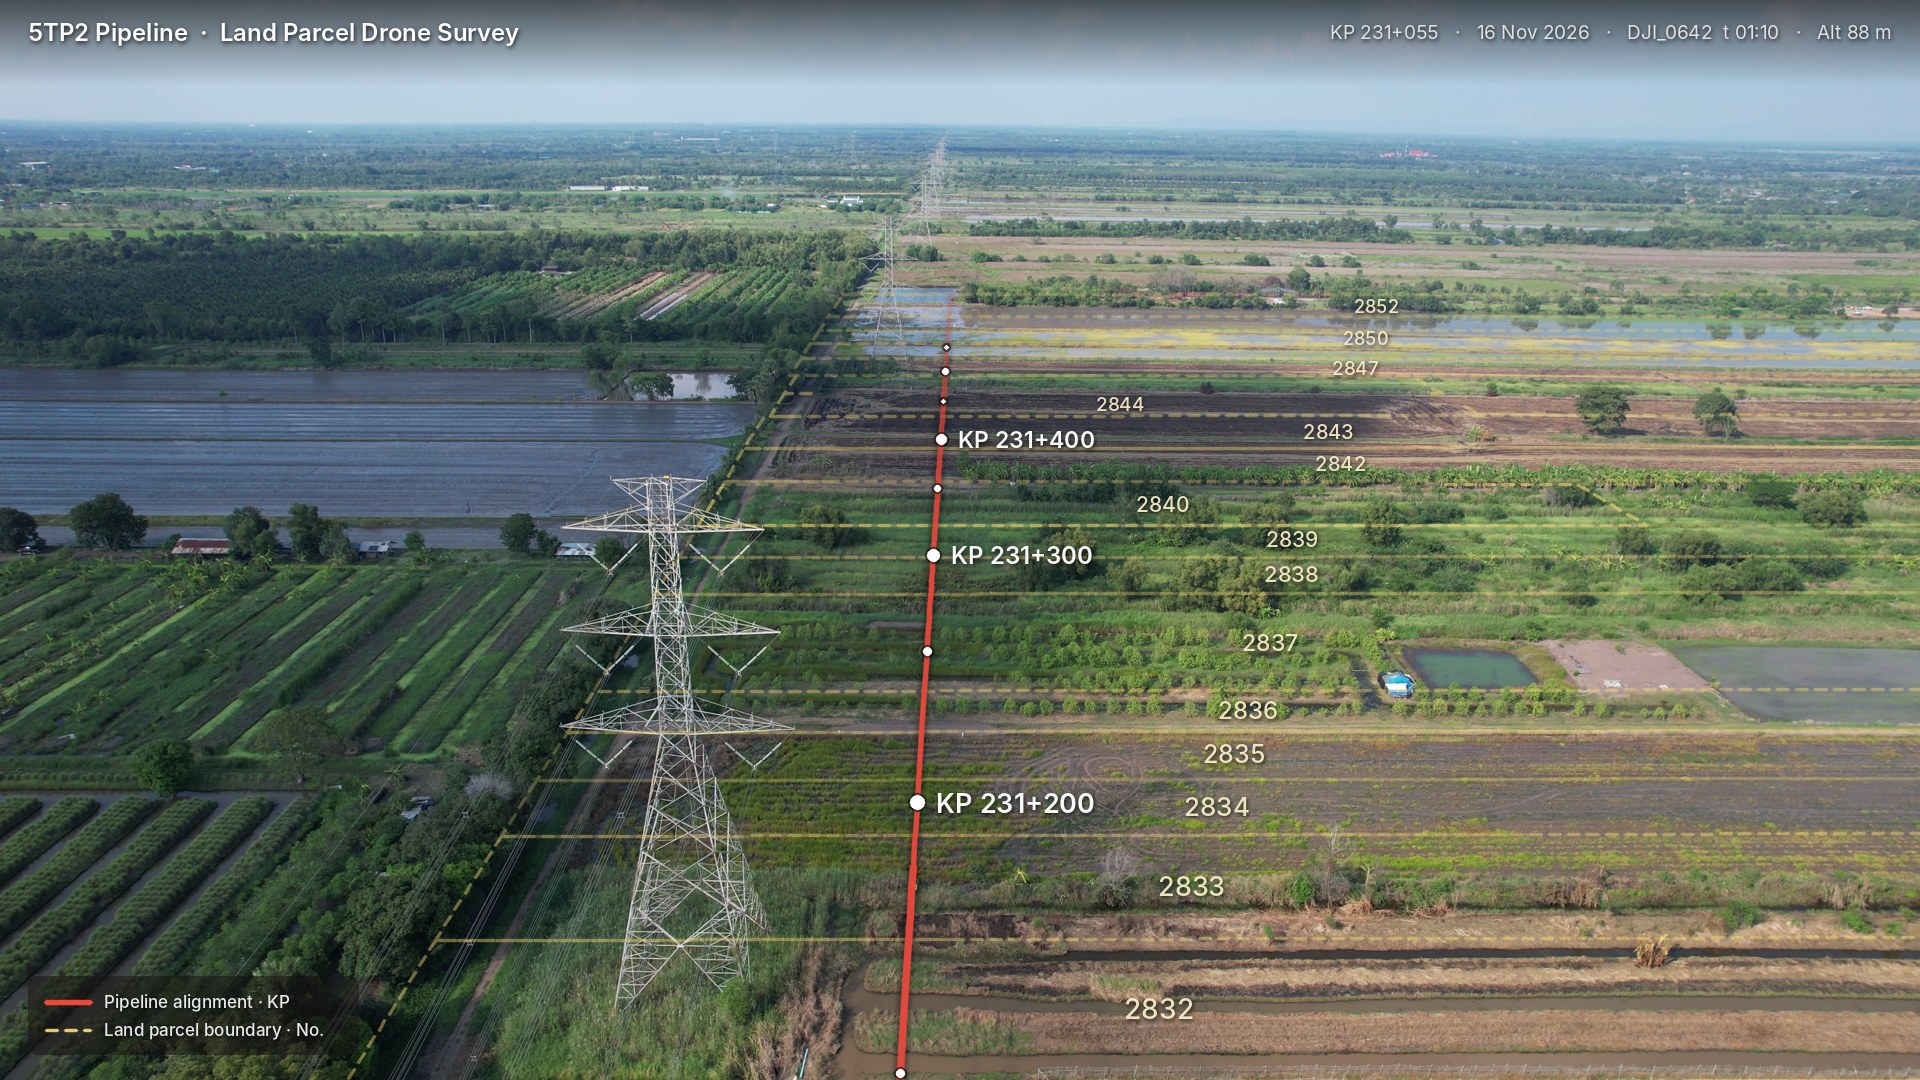 5TP2 Pipeline · Land Parcel Drone Survey
KP 231+055 · 16 Nov 2026 · DJI_0642 t 01:10 · Alt 88 m
2852
2850
2847
2844
2843
KP 231+400
2842
2840
2839
KP 231+300
2838
2837
2836
2835
KP 231+200
2834
2833
2832
Pipeline alignment · KP
Land parcel boundary · No.